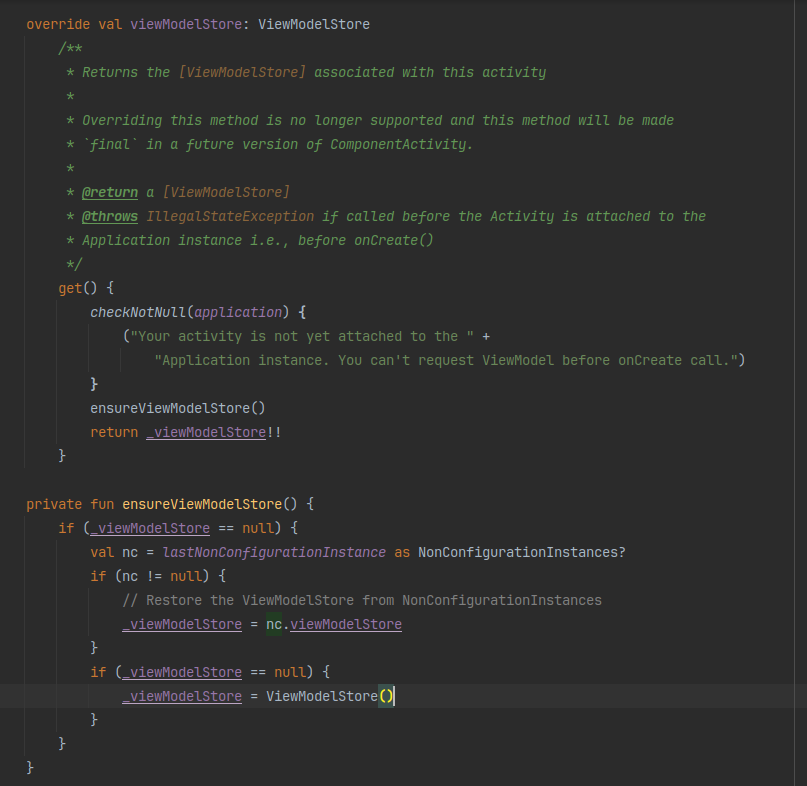 override val viewModelStore: ViewModelStore
/**
* Returns the [ViewModelStore] associated with this activity
*
* Overriding this method is no longer supported and this method will be made
* `final` in a future version of ComponentActivity.
*
* @return a [ViewModelStore]
* @throws IllegalStateException if called before the Activity is attached to the
* Application instance i.e., before onCreate()
*/
get() {
checkNotNull(application) {
("Your activity is not yet attached to the " +
"Application instance. You can't request ViewModel before onCreate call.")
}
ensureViewModelStore()
return _viewModelStore!!
}
private fun ensureViewModelStore() {
if (_viewModelStore == null) {
val nc = lastNonConfigurationInstance as NonConfigurationInstances?
if (nc != null) {
// Restore the ViewModelStore from NonConfigurationInstances
_viewModelStore = nc.viewModelStore
}
if (_viewModelStore == null) {
_viewModelStore = ViewModelStore()
}
}
}